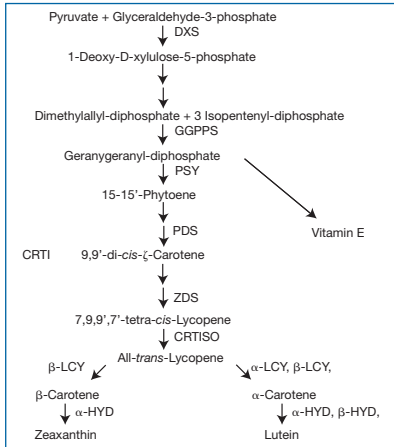 Pyruvate + Glyceraldehyde-3-phosphate
DXS
1-Deoxy-D-xylulose-5-phosphate
Dimethylallyl-diphosphate + 3 Isopentenyl-diphosphate
GGPPS
Geranygeranyl-diphosphate
PSY
15-15'-Phytoene
PDS
Vitamin E
CRTI
9,9'-di-cis-ζ-Carotene
ZDS
7,9,9',7'-tetra-cis-Lycopene
CRTISO
All-trans-Lycopene
β-LCY
α-LCY, β-LCY,
β-Carotene
α-Carotene
α-HYD
α-HYD, β-HYD,
Zeaxanthin
Lutein